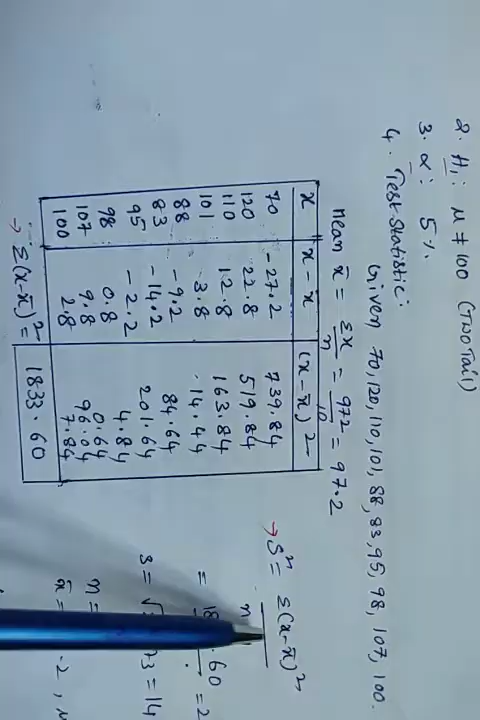 2. H₁: μ ≠ 100 (Two Tail)
3. α: 5%
4. Test Statistic:
Given 70, 120, 110, 101, 88, 83, 95, 98, 107, 100.
mean x̄ = Σx/n = 972/10 = 97.2
x | x - x̄ | (x - x̄)²
70 | -27.2 | 739.84
120 | 22.8 | 519.84
110 | 12.8 | 163.84
101 | 3.8 | 14.44
88 | -9.2 | 84.64
83 | -14.2 | 201.64
95 | -2.2 | 4.84
98 | 0.8 | 0.64
107 | 9.8 | 96.04
100 | 2.8 | 7.84
→ Σ(x-x̄)² = 1833.60
→ S² = Σ(x-x̄)²
= .60 = 2
S = √ 73 = 14
n =
x̄ = .2, μ